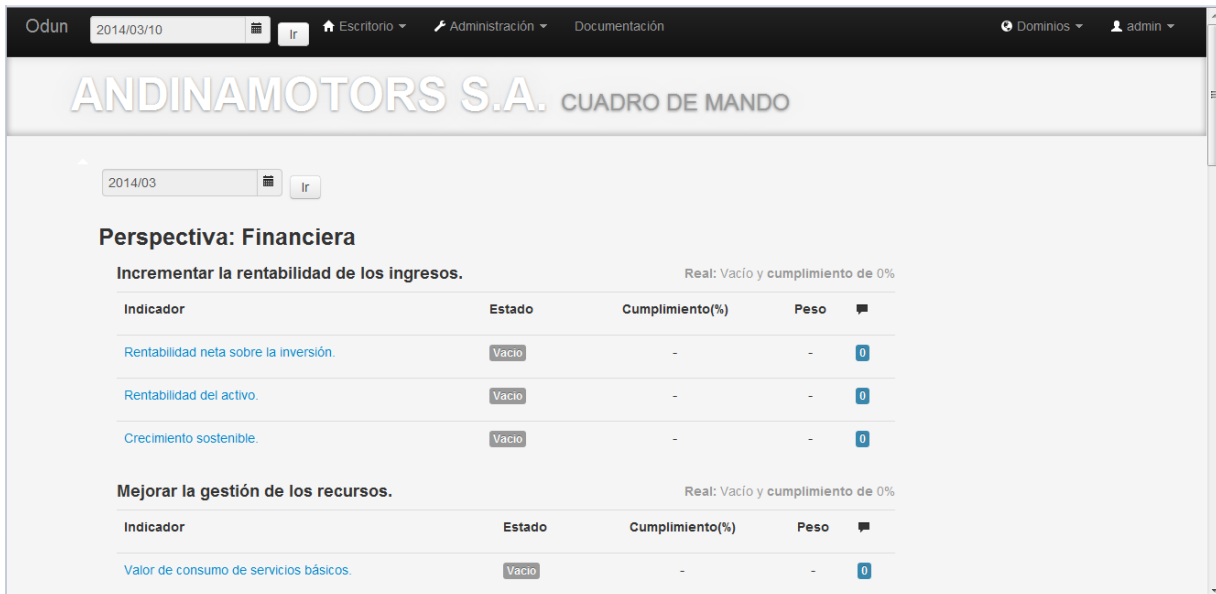 Odun 2014/03/10 Ir Escritorio Administración Documentación Dominios admin
ANDINAMOTORS S.A. CUADRO DE MANDO
2014/03 Ir
Perspectiva: Financiera
Incrementar la rentabilidad de los ingresos. Real: Vacío y cumplimiento de 0%
Indicador Estado Cumplimiento(%) Peso
Rentabilidad neta sobre la inversión. Vacio - - 0
Rentabilidad del activo. Vacio - - 0
Crecimiento sostenible. Vacio - - 0
Mejorar la gestión de los recursos. Real: Vacío y cumplimiento de 0%
Indicador Estado Cumplimiento(%) Peso
Valor de consumo de servicios básicos. Vacio - - 0